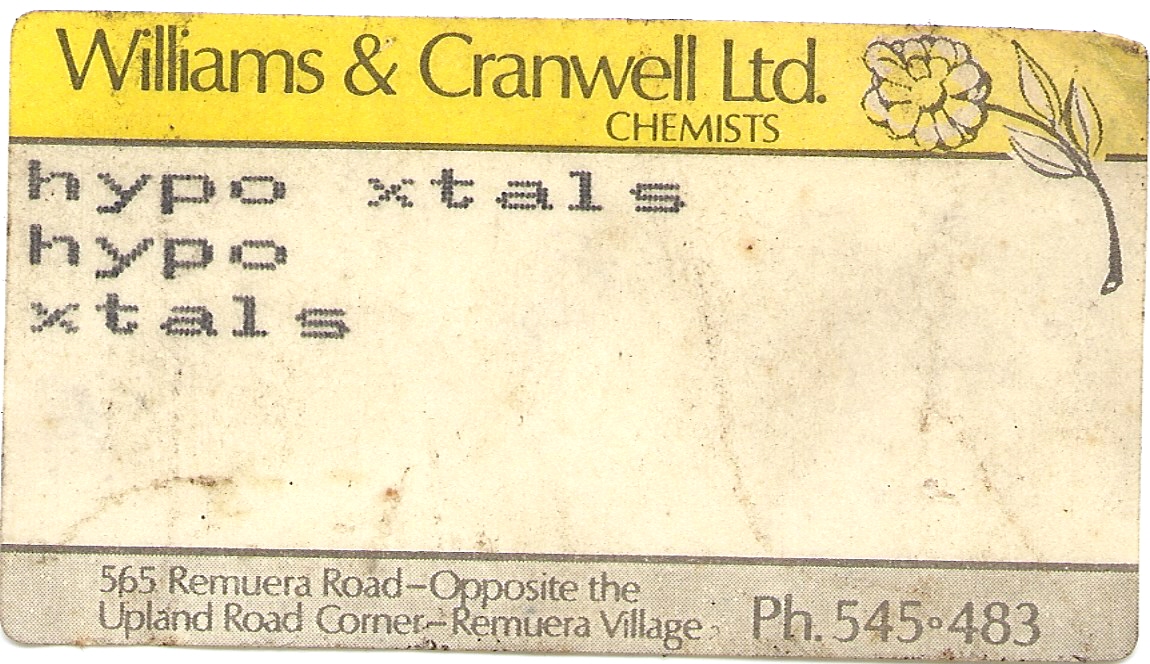 Williams & Cranwell Ltd.
CHEMISTS
hypo xtals
hypo
xtals
565 Remuera Road–Opposite the
Upland Road Corner–Remuera Village
Ph. 545•483